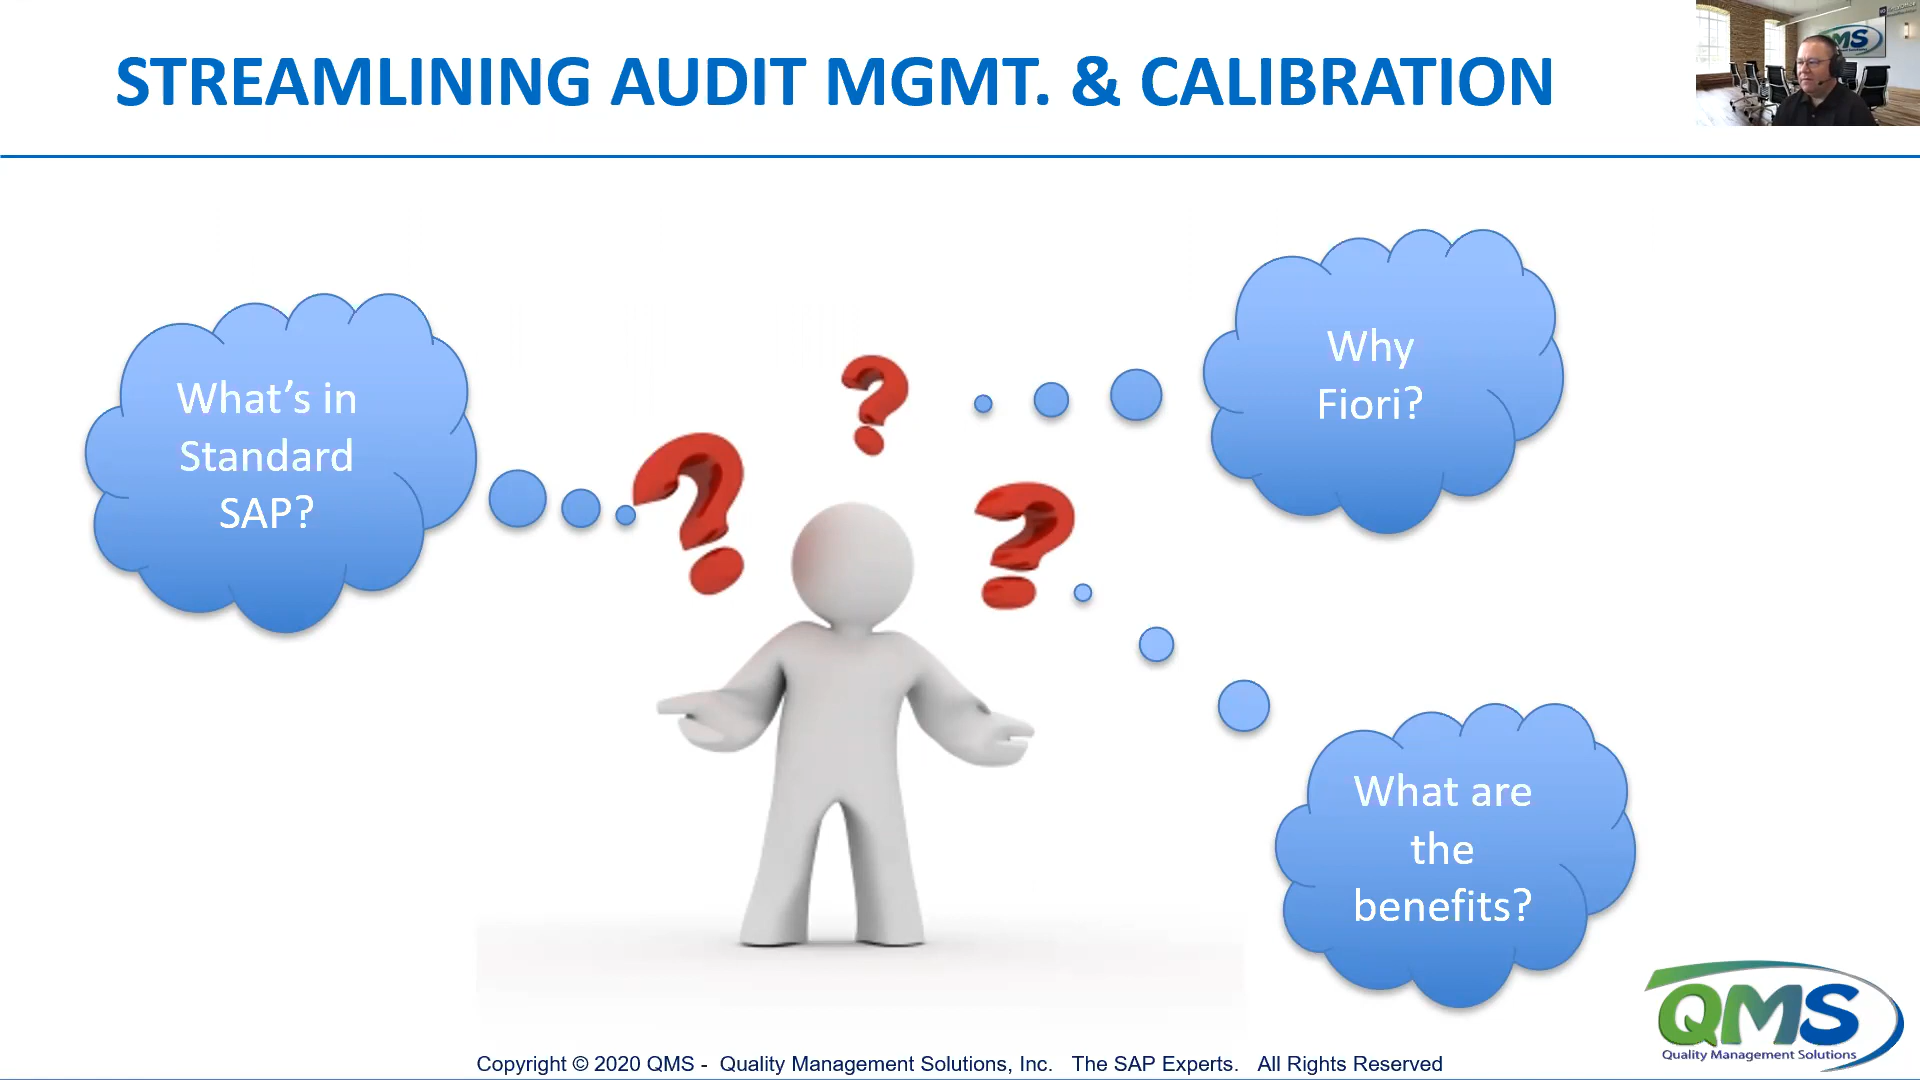 STREAMLINING AUDIT MGMT. & CALIBRATION
MS
What's in
Standard
SAP?
Why
Fiori?
What are
the
benefits?
QMS
Quality Management Solutions
Copyright © 2020 QMS - Quality Management Solutions, Inc. The SAP Experts. All Rights Reserved